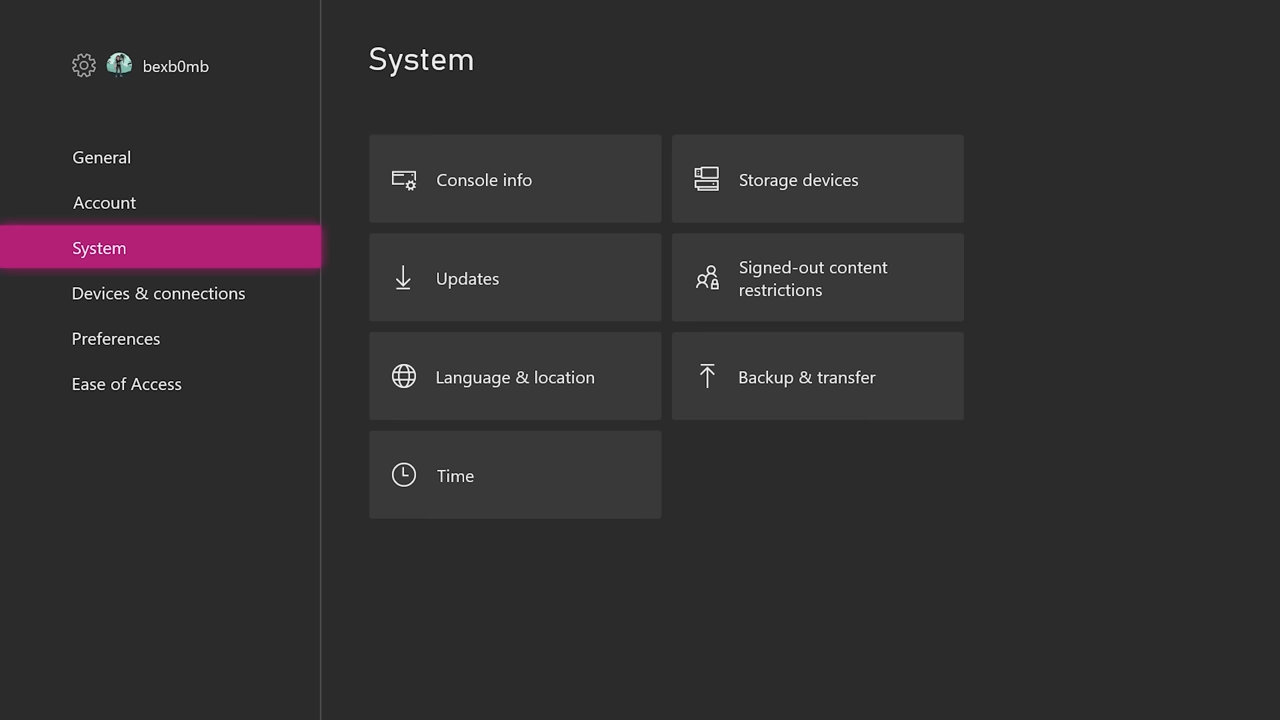 bexb0mb
General
Account
System
Devices & connections
Preferences
Ease of Access
System
Console info
Storage devices
Updates
Signed-out content
restrictions
Language & location
Backup & transfer
Time